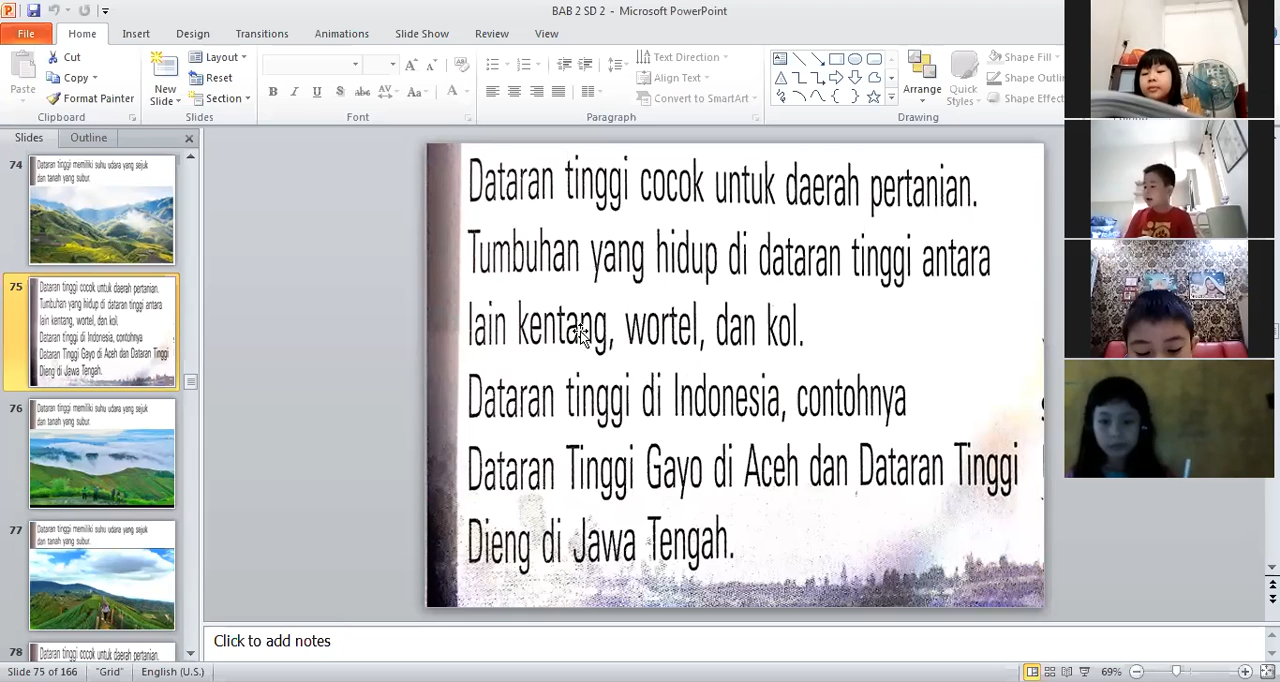 BAB 2 SD 2 - Microsoft PowerPoint
File Home Insert Design Transitions Animations Slide Show Review View
Paste
Cut
Copy
Format Painter
Clipboard
New Slide
Layout
Reset
Section
Slides
B I U S abc AV Aa A
Font
Text Direction
Align Text
Convert to SmartArt
Paragraph
Arrange
Quick Styles
Drawing
Shape Fill
Shape Outli
Shape Effect
Slides Outline
74
Dataran tinggi memiliki suhu udara yang sejuk
dan tanah yang subur.
75
Dataran tinggi cocok untuk daerah pertanian.
Tumbuhan yang hidup di dataran tinggi antara
lain kentang, wortel, dan kol.
Dataran tinggi di Indonesia, contohnya
Dataran Tinggi Gayo di Aceh dan Dataran Tinggi
Dieng di Jawa Tengah.
76
Dataran tinggi memiliki suhu udara yang sejuk
dan tanah yang subur.
77
Dataran tinggi memiliki suhu udara yang sejuk
dan tanah yang subur.
78
Dataran tinggi cocok untuk daerah pertanian.
Dataran tinggi cocok untuk daerah pertanian.
Tumbuhan yang hidup di dataran tinggi antara
lain kentang, wortel, dan kol.
Dataran tinggi di Indonesia, contohnya
Dataran Tinggi Gayo di Aceh dan Dataran Tinggi
Dieng di Jawa Tengah.
Click to add notes
Slide 75 of 166 "Grid" English (U.S.) 69%